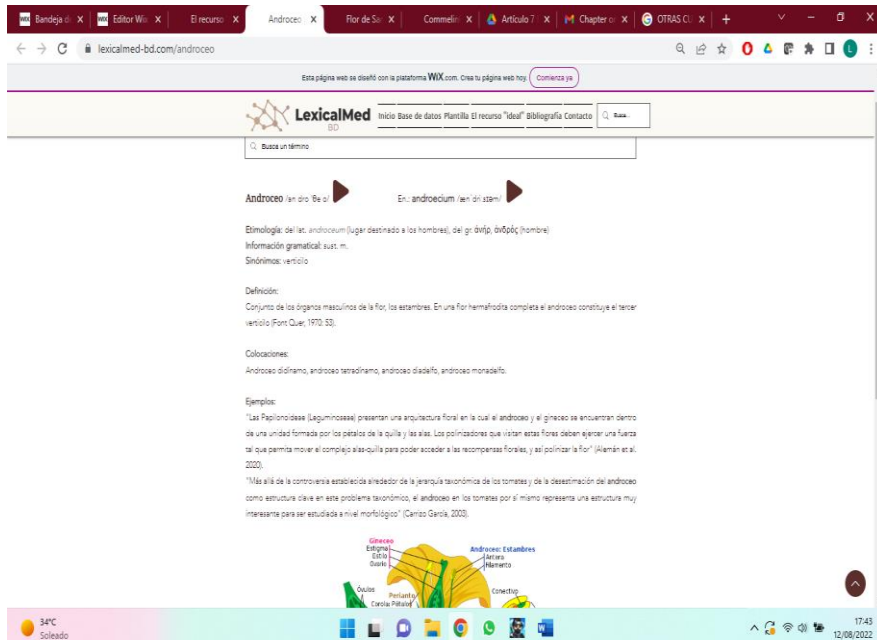 Bandeja de
Editor Wix
El recurso
Androceo
Flor de Sa
Commelin
Artículo 7
Chapter o
OTRAS CL
lexicalmed-bd.com/androceo
Esta página web se diseñó con la plataforma WIX.com. Crea tu página web hoy. Comienza ya
LexicalMed
BD
Inicio Base de datos Plantilla El recurso "ideal" Bibliografía Contacto
Busca un término
Androceo /an dro ˈθe o/ En.: androecium /ænˈdri.siəm/
Etimología: del lat. androceum (lugar destinado a los hombres), del gr. ἀνήρ, ἀνδρός (hombre)
Información gramatical: sust. m.
Sinónimos: verticilo
Definición:
Conjunto de los órganos masculinos de la flor, los estambres. En una flor hermafrodita completa el androceo constituye el tercer
verticilo (Font Quer, 1970: 53).
Colocaciones:
Androceo didínamo, androceo tetradínamo, androceo diadelfo, androceo monadelfo.
Ejemplos:
"Las Papilonoideae (Leguminoseae) presentan una arquitectura floral en la cual el androceo y el gineceo se encuentran dentro
de una unidad formada por los pétalos de la quilla y las alas. Los polinizadores que visitan estas flores deben ejercer una fuerza
tal que permita mover el complejo alas-quilla para poder acceder a las recompensas florales, y así polinizar la flor" (Alemán et al.
2020).
"Más allá de la controversia establecida alrededor de la jerarquía taxonómica de los tomates y de la desestimación del androceo
como estructura clave en este problema taxonómico, el androceo en los tomates por sí mismo representa una estructura muy
interesante para ser estudiada a nivel morfológico" (Carrizo García, 2003).
Gineceo
Estigma
Estilo
Ovario
Androceo: Estambres
Antera
Filamento
Óvulos
Perianto
Corola: Pétalos
Conectivo
34°C
Soleado
17:43
12/08/2022